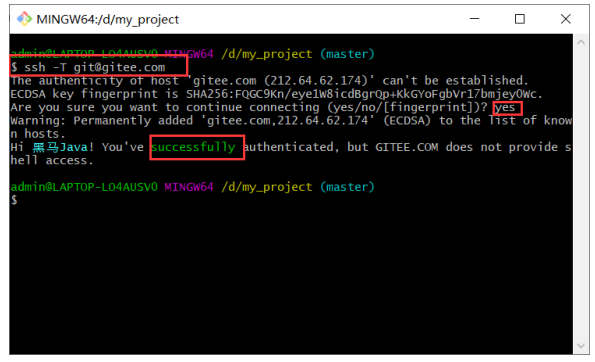 MINGW64:/d/my_project
admin@LAPTOP-LO4AUSVO MINGW64 /d/my_project (master)
$ ssh -T git@gitee.com
The authenticity of host 'gitee.com (212.64.62.174)' can't be established.
ECDSA key fingerprint is SHA256:FQGC9Kn/eye1W8icdBgrQp+KkGYoFgbVr17bmjey0Wc.
Are you sure you want to continue connecting (yes/no/[fingerprint])? yes
Warning: Permanently added 'gitee.com,212.64.62.174' (ECDSA) to the list of know
n hosts.
Hi 黑马Java! You've successfully authenticated, but GITEE.COM does not provide s
hell access.
admin@LAPTOP-LO4AUSVO MINGW64 /d/my_project (master)
$